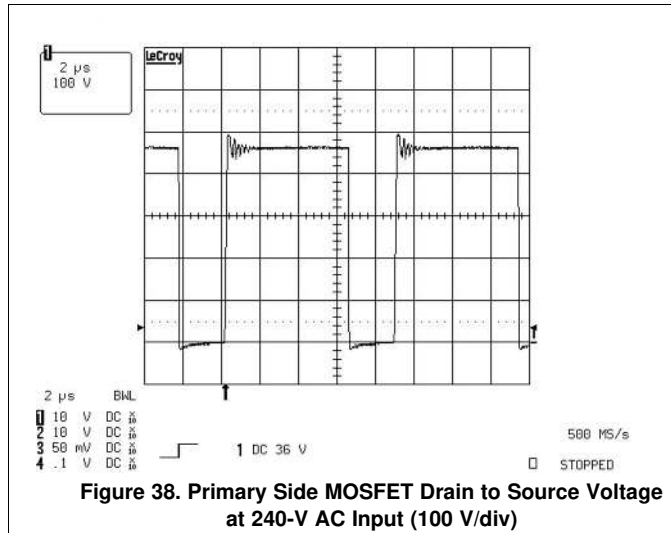 1
2 µs
100 V
LeCroy
2 µs BWL
1 10 V DC X10
2 10 V DC X10
3 50 mV DC X10
4 .1 V DC X10
1 DC 36 V
500 MS/s
STOPPED
Figure 38. Primary Side MOSFET Drain to Source Voltage
at 240-V AC Input (100 V/div)